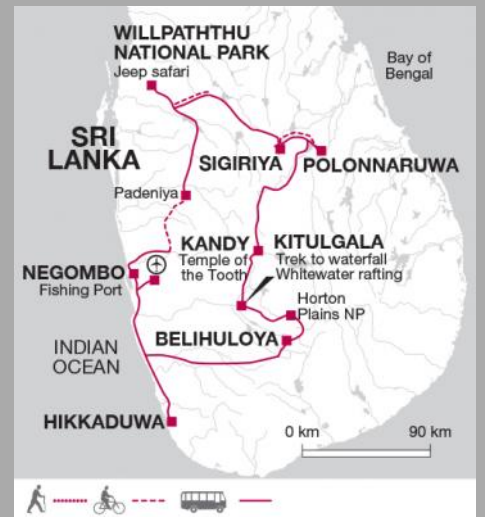 WILLPATHTHU
NATIONAL PARK
Jeep safari
Bay of
Bengal
SRI
LANKA
SIGIRIYA
POLONNARUWA
Padeniya
KANDY
Temple of
the Tooth
KITULGALA
Trek to waterfall
Whitewater rafting
NEGOMBO
Fishing Port
Horton
Plains NP
BELIHULOYA
INDIAN
OCEAN
HIKKADUWA
0 km
90 km